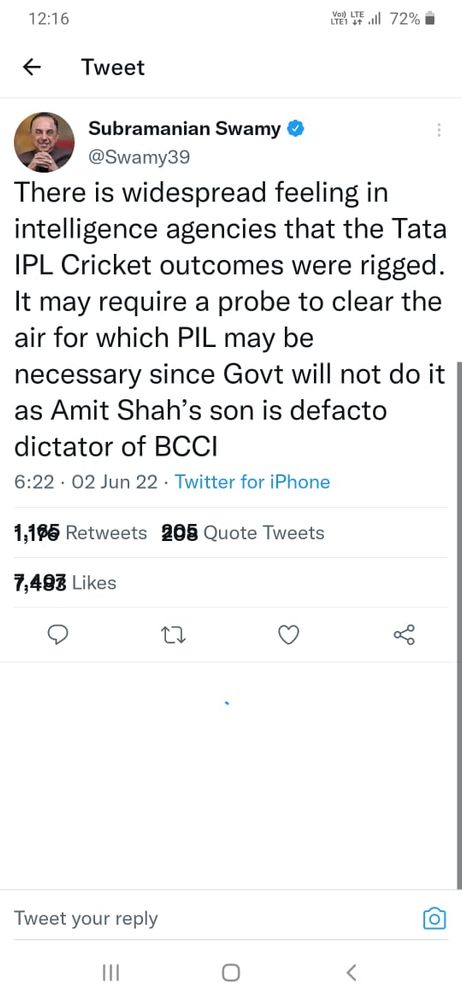 12:16 Vo)) LTE LTE1 72%
Tweet
Subramanian Swamy
@Swamy39
There is widespread feeling in
intelligence agencies that the Tata
IPL Cricket outcomes were rigged.
It may require a probe to clear the
air for which PIL may be
necessary since Govt will not do it
as Amit Shah's son is defacto
dictator of BCCI
6:22 · 02 Jun 22 · Twitter for iPhone
Retweets Quote Tweets
Likes
Tweet your reply